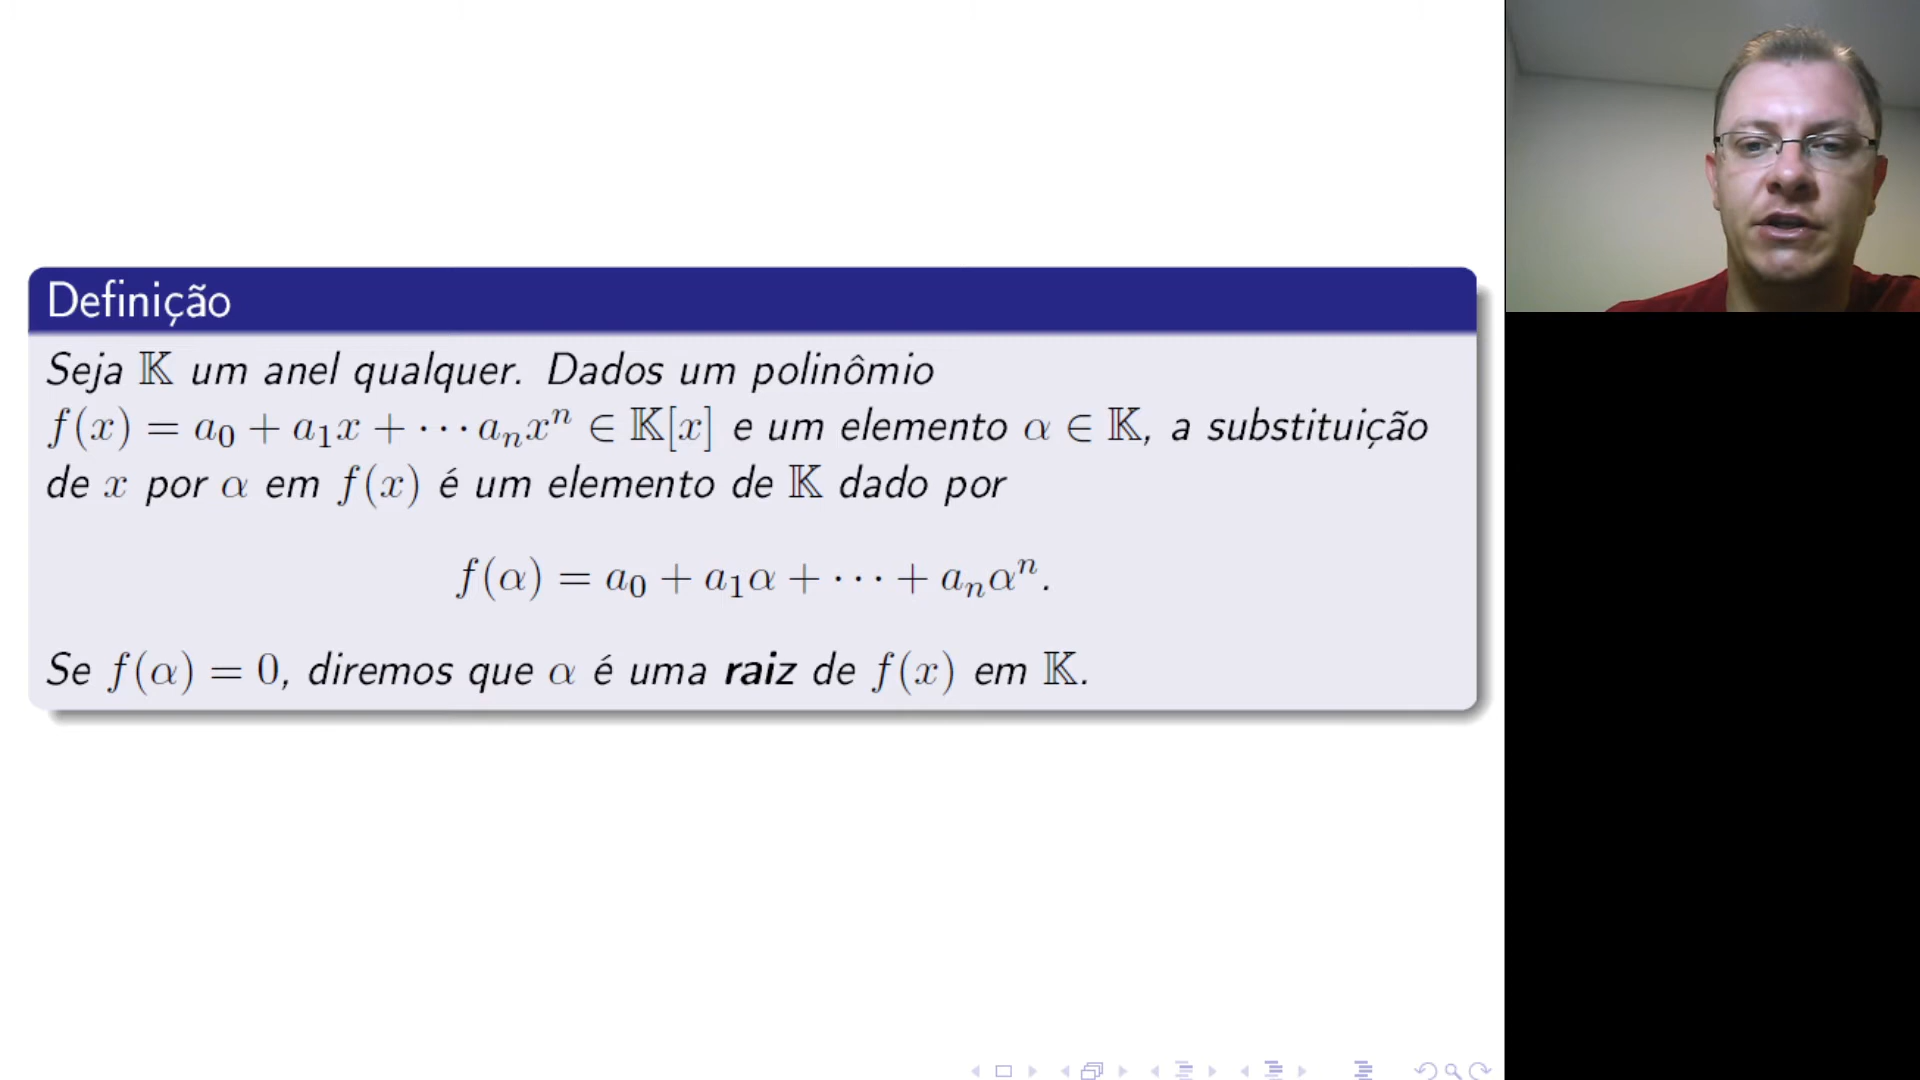 Definição
Seja 𝕂 um anel qualquer. Dados um polinômio
f(x) = a₀ + a₁x + ⋯ aₙxⁿ ∈ 𝕂[x] e um elemento α ∈ 𝕂, a substituição
de x por α em f(x) é um elemento de 𝕂 dado por
f(α) = a₀ + a₁α + ⋯ + aₙαⁿ.
Se f(α) = 0, diremos que α é uma raiz de f(x) em 𝕂.